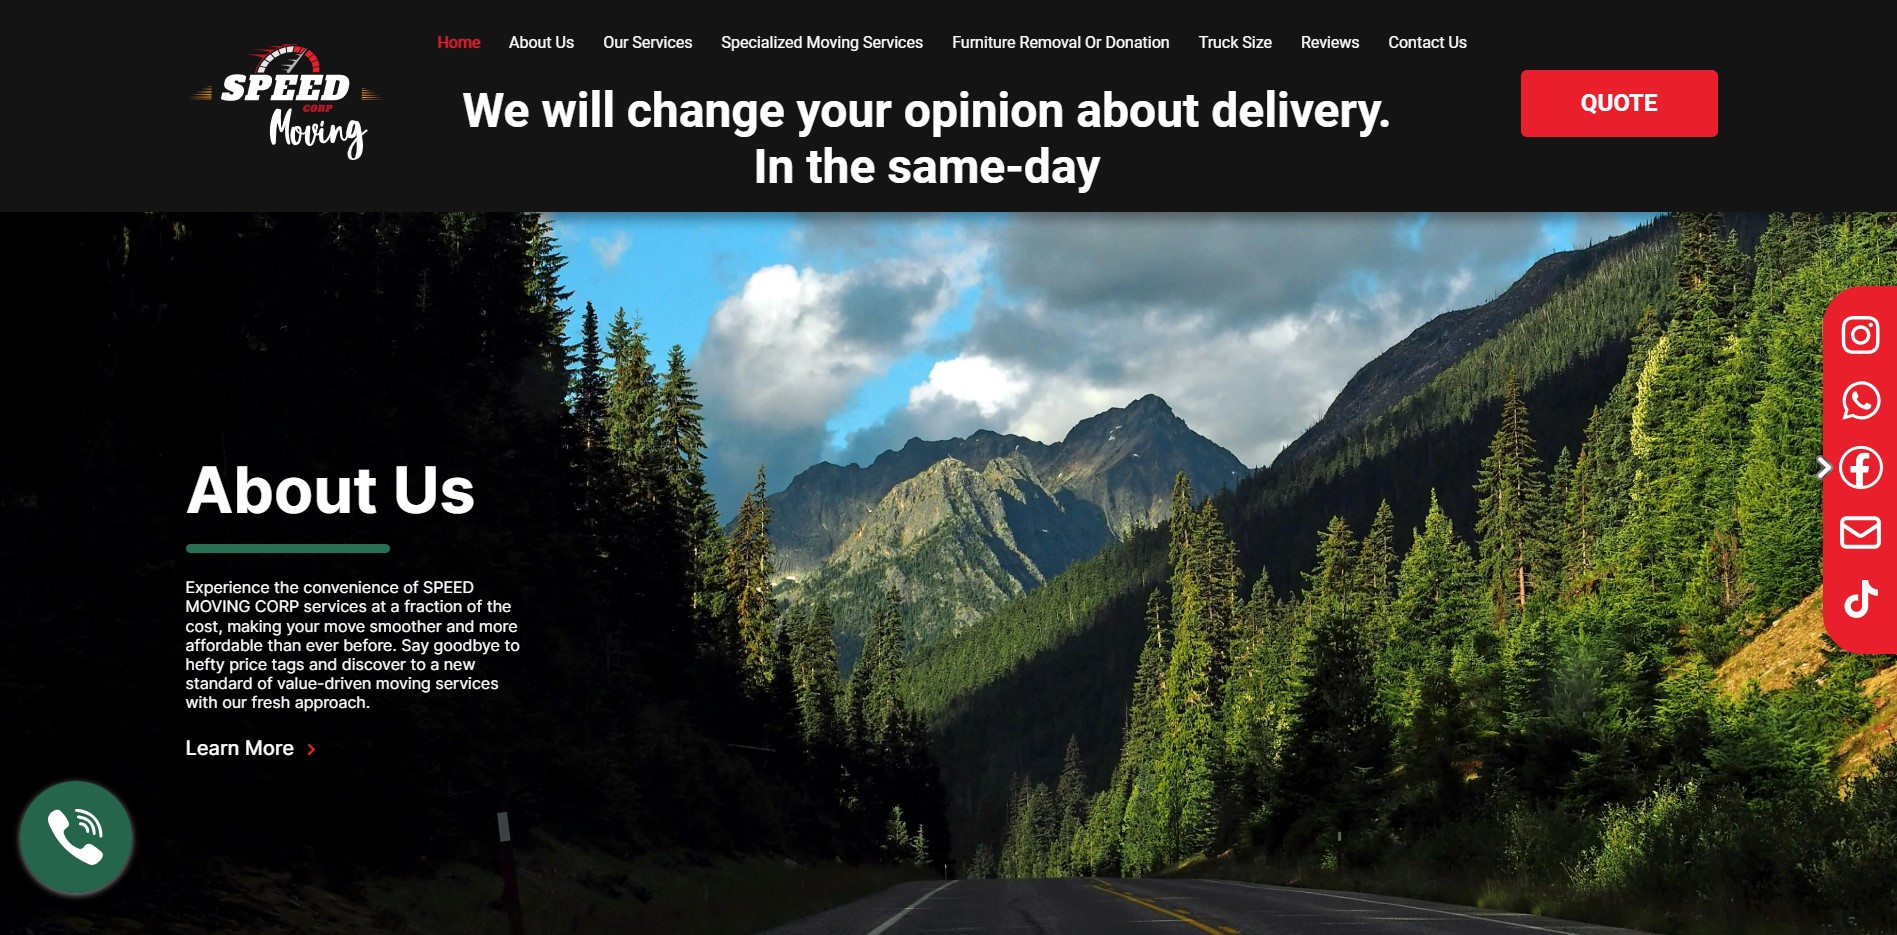 Home About Us Our Services Specialized Moving Services Furniture Removal Or Donation Truck Size Reviews Contact Us
SPEED
CORP
Moving
We will change your opinion about delivery.
In the same-day
QUOTE
About Us
Experience the convenience of SPEED
MOVING CORP services at a fraction of the
cost, making your move smoother and more
affordable than ever before. Say goodbye to
hefty price tags and discover to a new
standard of value-driven moving services
with our fresh approach.
Learn More